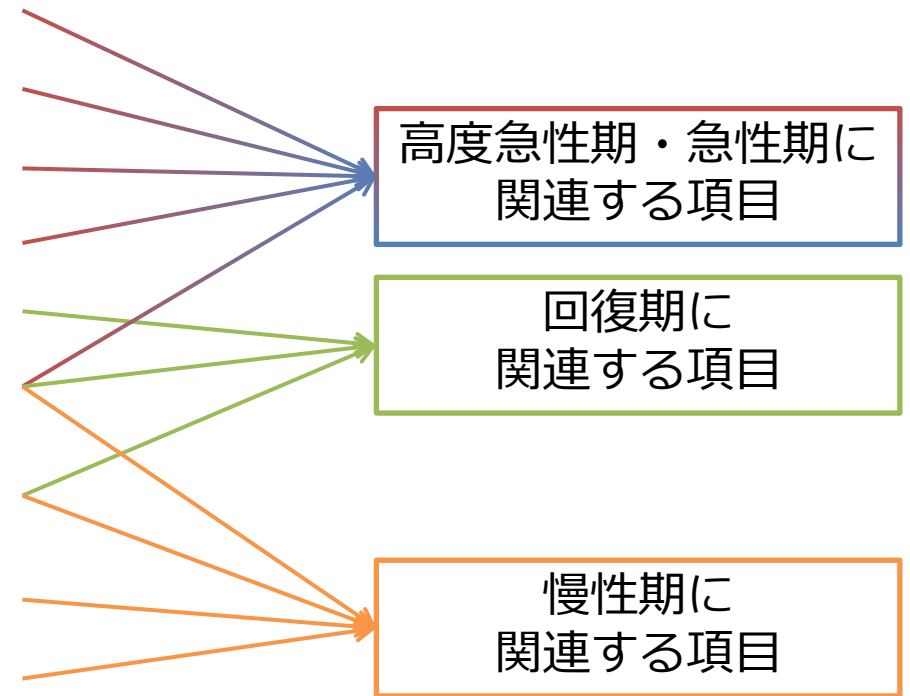 高度急性期・急性期に
関連する項目
回復期に
関連する項目
慢性期に
関連する項目